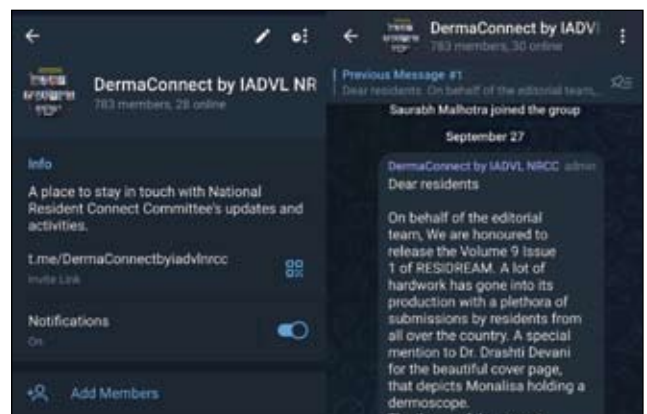 DermaConnect by IADVL NR
783 members, 28 online
Info
A place to stay in touch with National
Resident Connect Committee's updates and
activities.
t.me/DermaConnectbyiadvlnrcc
Invite Link
Notifications
On
Add Members
DermaConnect by IADV
783 members, 30 online
Previous Message #1
Dear residents On behalf of the editorial team,
Saurabh Malhotra joined the group
September 27
DermaConnect by IADVL NRCC admin
Dear residents
On behalf of the editorial
team, We are honoured to
release the Volume 9 Issue
1 of RESIDREAM. A lot of
hardwork has gone into its
production with a plethora of
submissions by residents from
all over the country. A special
mention to Dr. Drashti Devani
for the beautiful cover page,
that depicts Monalisa holding a
dermoscope.